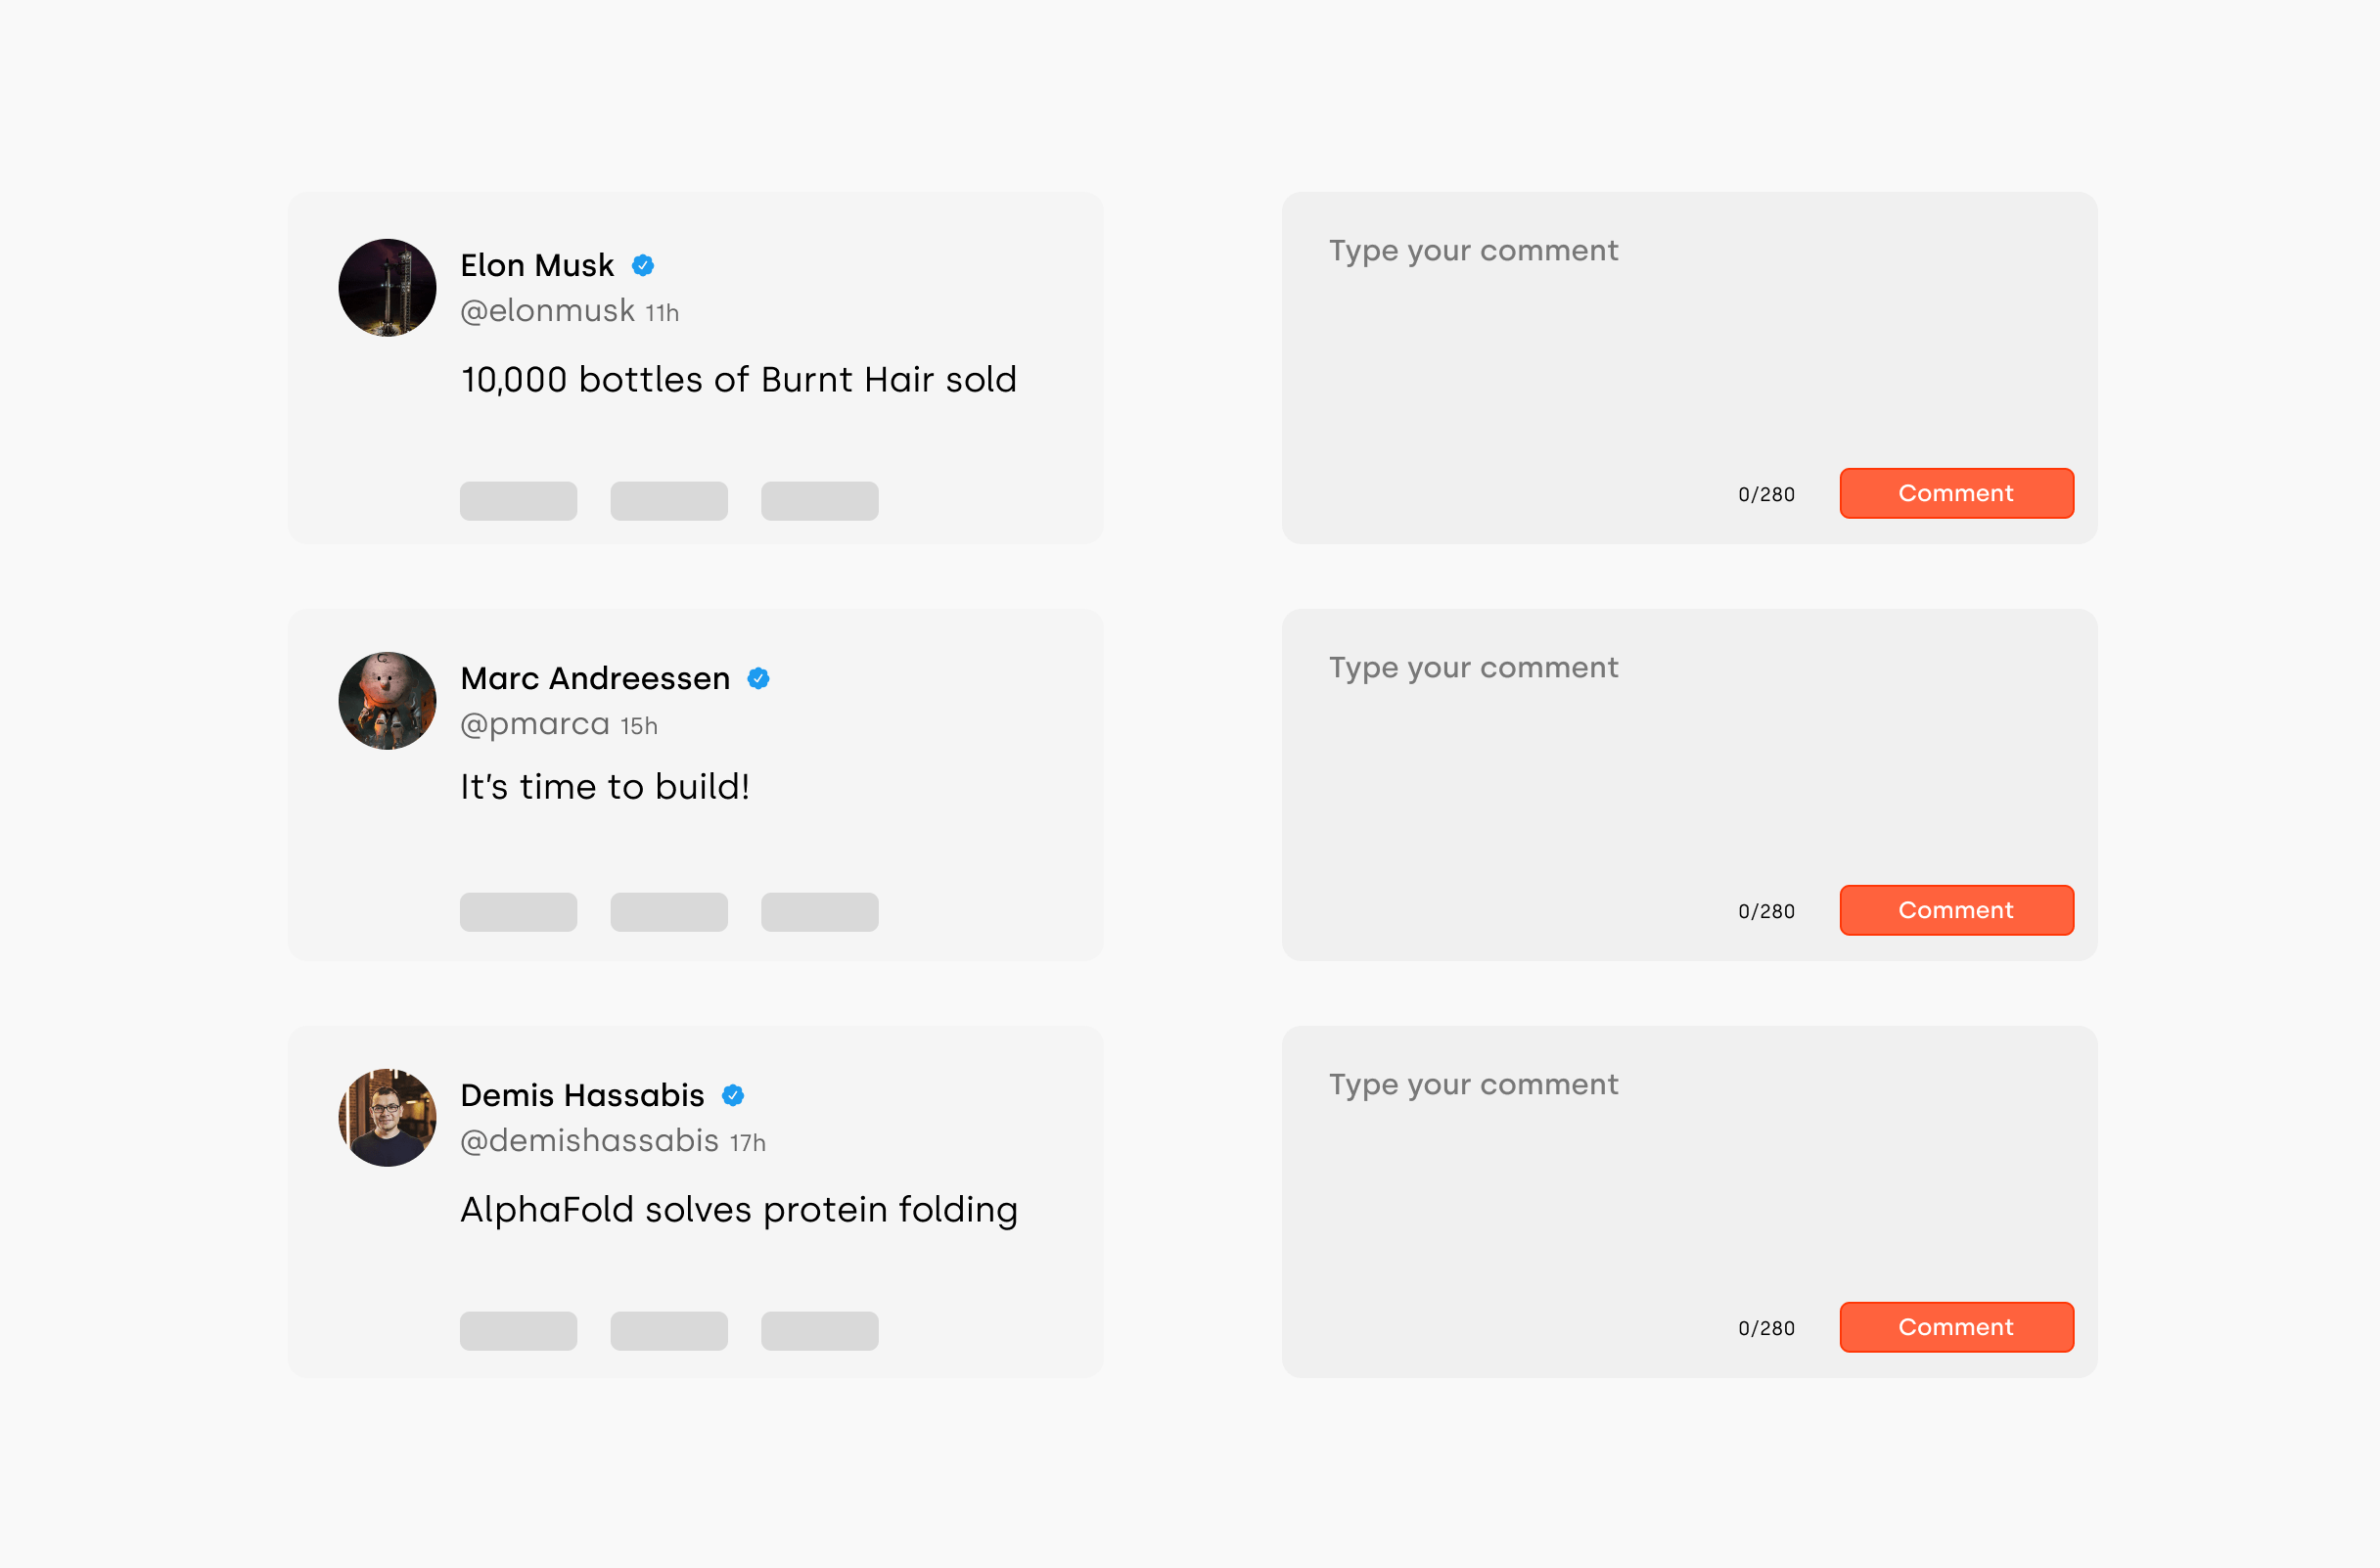 Elon Musk
@elonmusk 11h
10,000 bottles of Burnt Hair sold
Type your comment
0/280
Comment
Marc Andreessen
@pmarca 15h
It’s time to build!
Type your comment
0/280
Comment
Demis Hassabis
@demishassabis 17h
AlphaFold solves protein folding
Type your comment
0/280
Comment